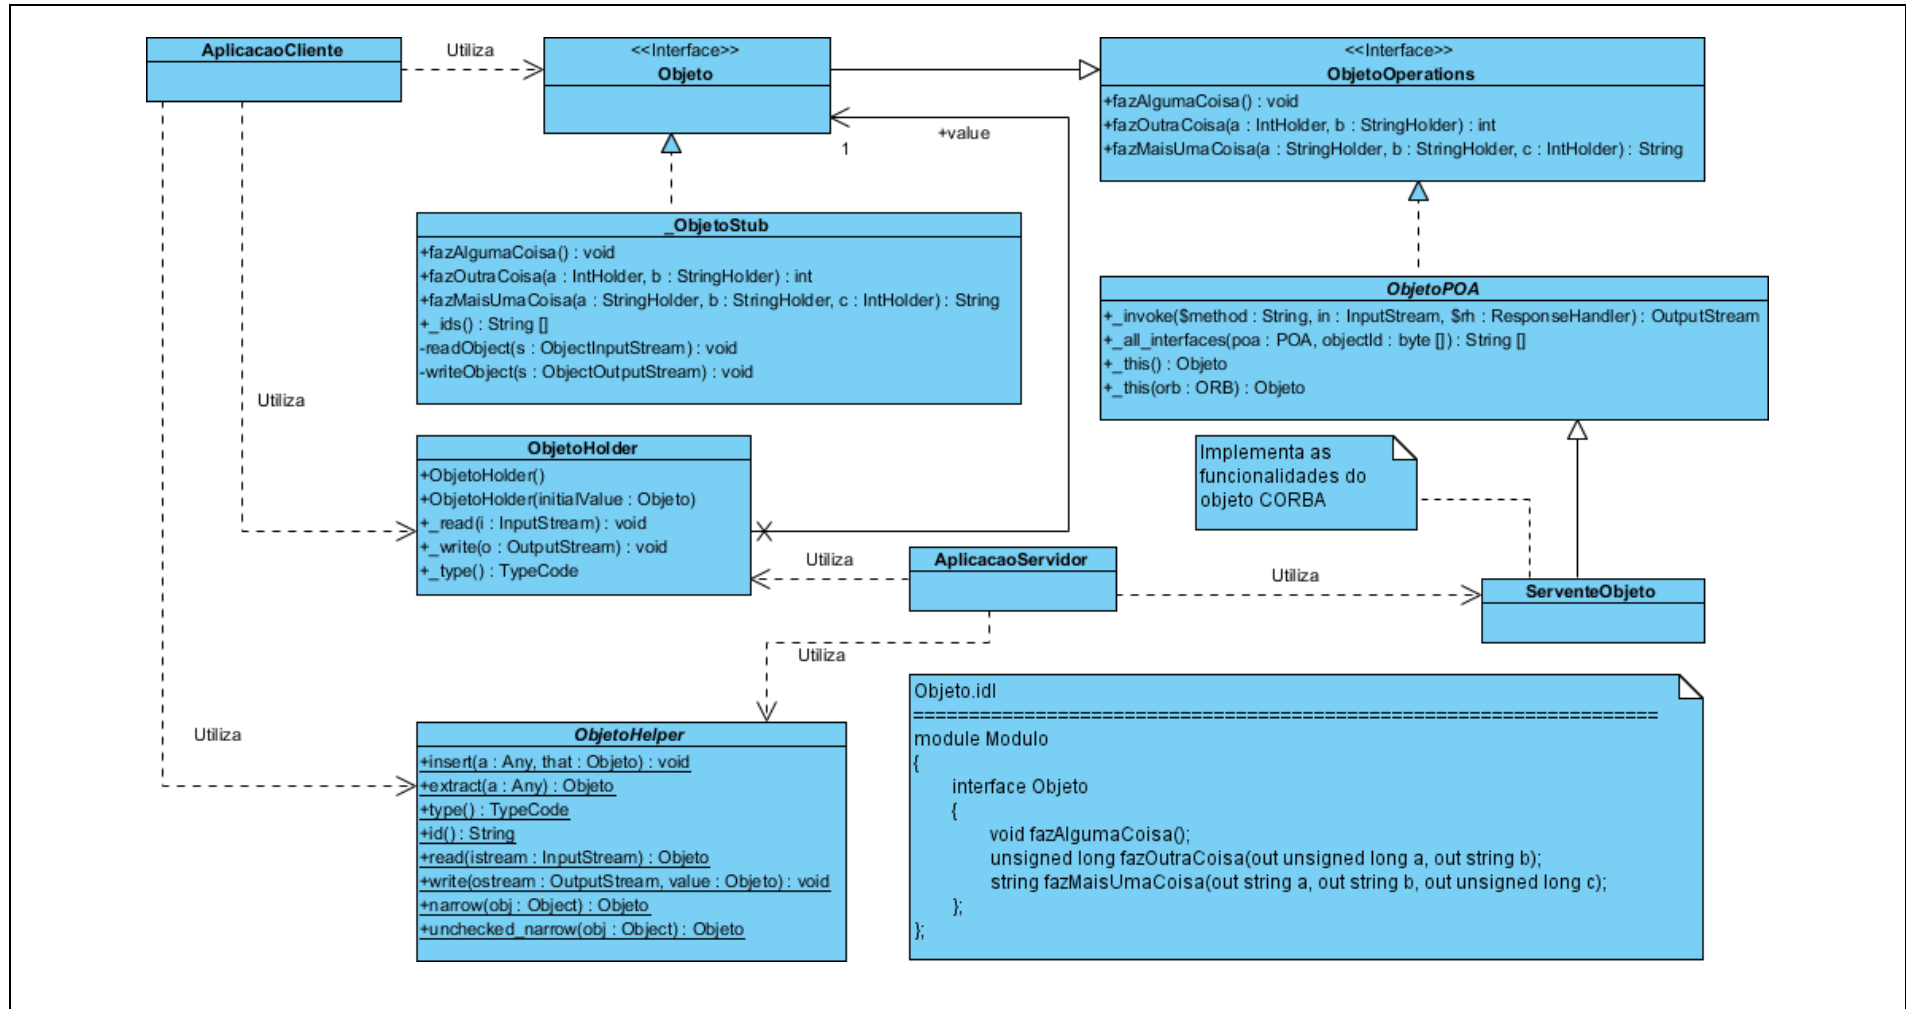 AplicacaoCliente
Utiliza
<<Interface>>
Objeto
<<Interface>>
ObjetoOperations
+fazAlgumaCoisa() : void
+fazOutraCoisa(a : IntHolder, b : StringHolder) : int
+fazMaisUmaCoisa(a : StringHolder, b : StringHolder, c : IntHolder) : String
+value
1
_ObjetoStub
+fazAlgumaCoisa() : void
+fazOutraCoisa(a : IntHolder, b : StringHolder) : int
+fazMaisUmaCoisa(a : StringHolder, b : StringHolder, c : IntHolder) : String
+_ids() : String []
-readObject(s : ObjectInputStream) : void
-writeObject(s : ObjectOutputStream) : void
ObjetoPOA
+_invoke($method : String, in : InputStream, $rh : ResponseHandler) : OutputStream
+_all_interfaces(poa : POA, objectId : byte []) : String []
+_this() : Objeto
+_this(orb : ORB) : Objeto
Utiliza
ObjetoHolder
+ObjetoHolder()
+ObjetoHolder(initialValue : Objeto)
+_read(i : InputStream) : void
+_write(o : OutputStream) : void
+_type() : TypeCode
Implementa as
funcionalidades do
objeto CORBA
Utiliza
AplicacaoServidor
Utiliza
ServenteObjeto
Utiliza
Utiliza
ObjetoHelper
+insert(a : Any, that : Objeto) : void
+extract(a : Any) : Objeto
+type() : TypeCode
+id() : String
+read(istream : InputStream) : Objeto
+write(ostream : OutputStream, value : Objeto) : void
+narrow(obj : Object) : Objeto
+unchecked_narrow(obj : Object) : Objeto
Objeto.idl
==================================================================
module Modulo
{
interface Objeto
{
void fazAlgumaCoisa();
unsigned long fazOutraCoisa(out unsigned long a, out string b);
string fazMaisUmaCoisa(out string a, out string b, out unsigned long c);
};
};